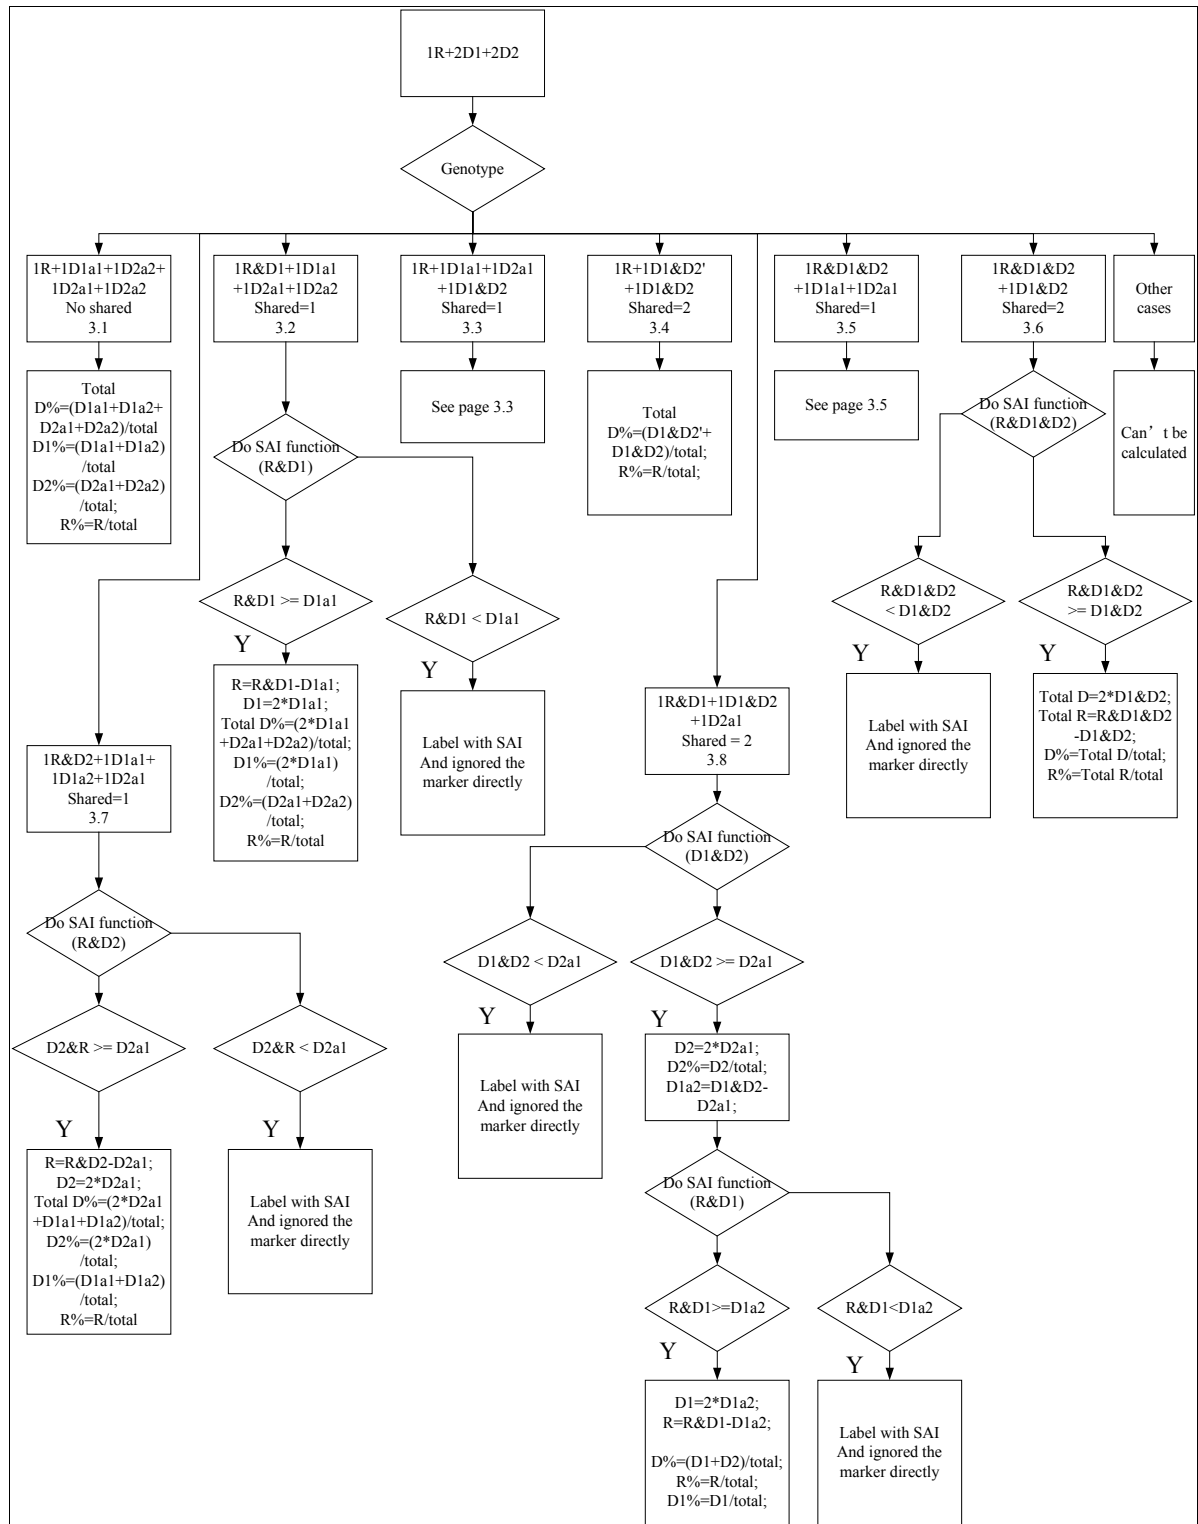 1R+2D1+2D2
Genotype
1R+1D1a1+1D2a2+
1D2a1+1D2a2
No shared
3.1
1R&D1+1D1a1
+1D2a1+1D2a2
Shared=1
3.2
1R+1D1a1+1D2a1
+1D1&D2
Shared=1
3.3
1R+1D1&D2'
+1D1&D2
Shared=2
3.4
1R&D1&D2
+1D1a1+1D2a1
Shared=1
3.5
1R&D1&D2
+1D1&D2
Shared=2
3.6
Other
cases
Total
D%=(D1a1+D1a2+
D2a1+D2a2)/total
D1%=(D1a1+D1a2)
/total
D2%=(D2a1+D2a2)
/total;
R%=R/total
Do SAI function
(R&D1)
See page 3.3
Total
D%=(D1&D2'+
D1&D2)/total;
R%=R/total;
See page 3.5
Do SAI function
(R&D1&D2)
Can't be
calculated
R&D1 >= D1a1
Y
R&D1 < D1a1
Y
R&D1&D2
< D1&D2
Y
R&D1&D2
>= D1&D2
Y
R=R&D1-D1a1;
D1=2*D1a1;
Total D%=(2*D1a1
+D2a1+D2a2)/total;
D1%=(2*D1a1)
/total;
D2%=(D2a1+D2a2)
/total;
R%=R/total
Label with SAI
And ignored the
marker directly
Label with SAI
And ignored the
marker directly
Total D=2*D1&D2;
Total R=R&D1&D2
-D1&D2;
D%=Total D/total;
R%=Total R/total
1R&D2+1D1a1+
1D1a2+1D2a1
Shared=1
3.7
1R&D1+1D1&D2
+1D2a1
Shared = 2
3.8
Do SAI function
(R&D2)
Do SAI function
(D1&D2)
D2&R >= D2a1
Y
D2&R < D2a1
Y
D1&D2 < D2a1
Y
D1&D2 >= D2a1
Y
R=R&D2-D2a1;
D2=2*D2a1;
Total D%=(2*D2a1
+D1a1+D1a2)/total;
D2%=(2*D2a1)
/total;
D1%=(D1a1+D1a2)
/total;
R%=R/total
Label with SAI
And ignored the
marker directly
Label with SAI
And ignored the
marker directly
D2=2*D2a1;
D2%=D2/total;
D1a2=D1&D2-
D2a1;
Do SAI function
(R&D1)
R&D1>=D1a2
Y
R&D1<D1a2
Y
D1=2*D1a2;
R=R&D1-D1a2;
D%=(D1+D2)/total;
R%=R/total;
D1%=D1/total;
Label with SAI
And ignored the
marker directly